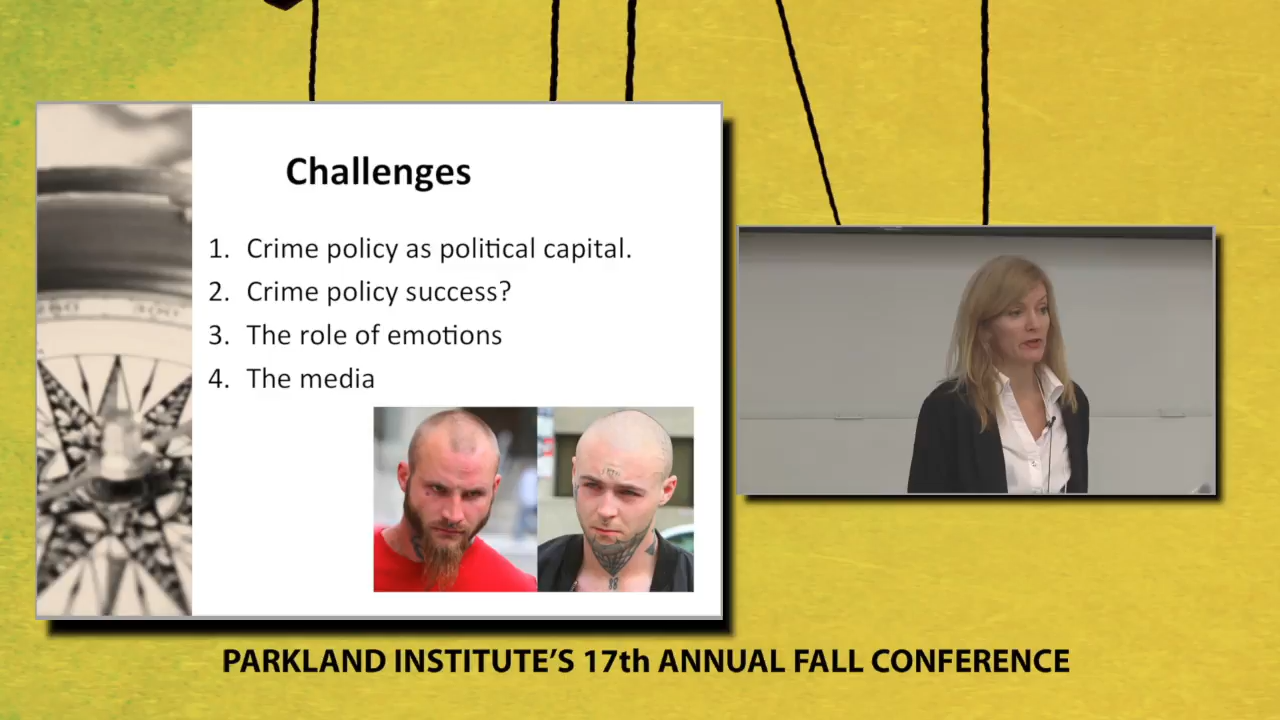 Challenges
1. Crime policy as political capital.
2. Crime policy success?
3. The role of emotions
4. The media
PARKLAND INSTITUTE'S 17th ANNUAL FALL CONFERENCE